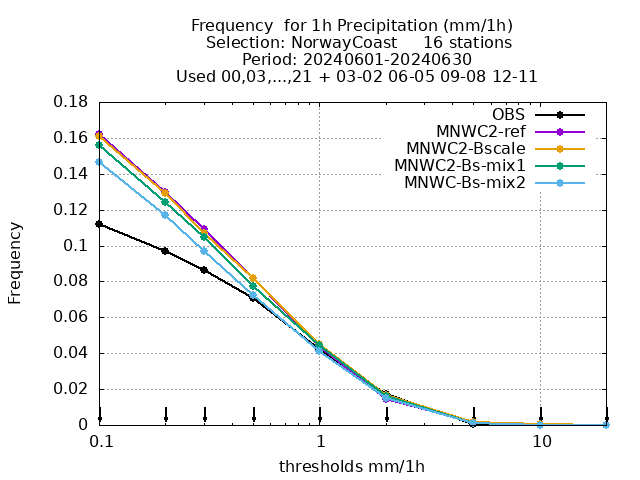 Frequency  for 1h Precipitation (mm/1h)
Selection: NorwayCoast     16 stations
Period: 20240601-20240630
Used 00,03,...,21 + 03-02 06-05 09-08 12-11
0.18
0.16
0.14
0.12
0.1
0.08
0.06
0.04
0.02
0
Frequency
OBS
MNWC2-ref
MNWC2-Bscale
MNWC2-Bs-mix1
MNWC-Bs-mix2
0.1 1 10
thresholds mm/1h